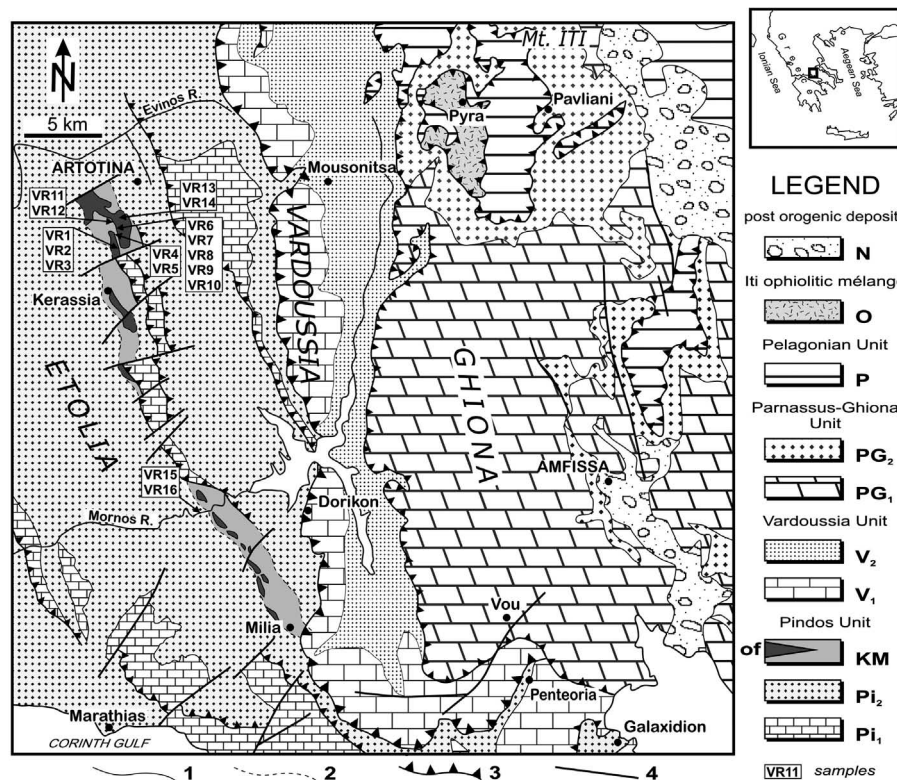 Mt. ITI
N
5 km
Evinos R.
Pyra
Pavliani
ARTOTINA
Mousonitsa
VR11
VR12
VR13
VR14
VR1
VR2
VR3
VR6
VR7
VR8
VR9
VR10
VR4
VR5
Kerassia
VARDOUSSIA
ETOLIA
GHIONA
AMFISSA
VR15
VR16
Mornos R.
Dorikon
Vou
Milia
Penteoria
Marathias
Galaxidion
CORINTH GULF
1
2
3
4
Greece
Ionian Sea
Aegean Sea
LEGEND
post orogenic deposit
N
Iti ophiolitic mélang
O
Pelagonian Unit
P
Parnassus-Ghiona
Unit
PG2
PG1
Vardoussia Unit
V2
V1
Pindos Unit
of
KM
Pi2
Pi1
VR11 samples